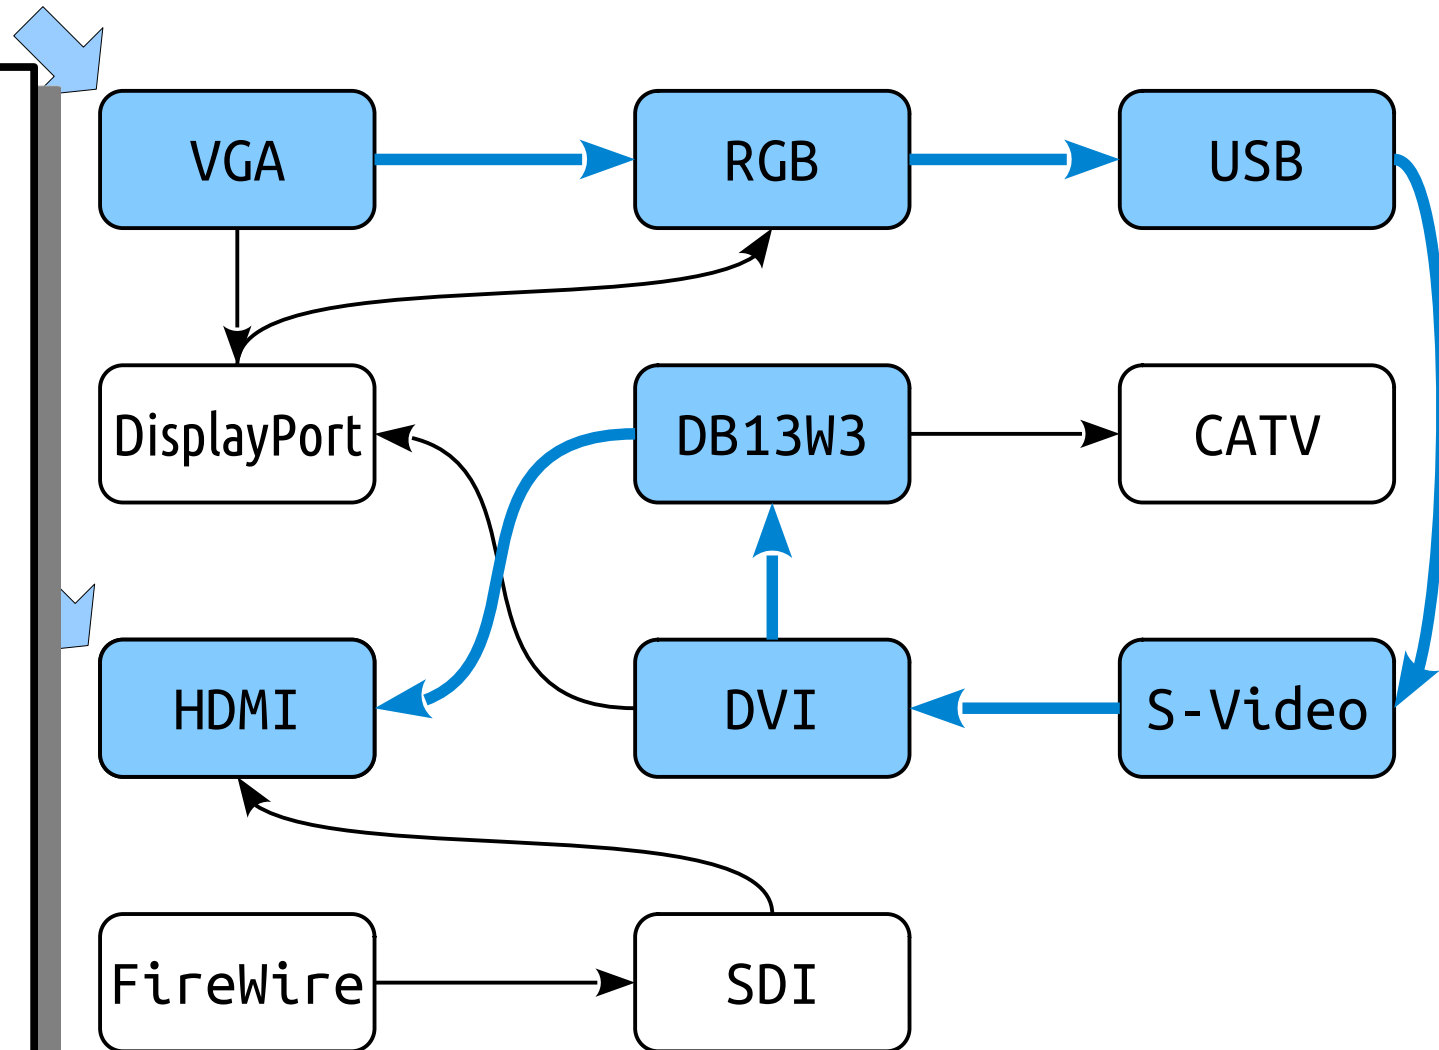 VGA
RGB
USB
DisplayPort
DB13W3
CATV
HDMI
DVI
S-Video
FireWire
SDI